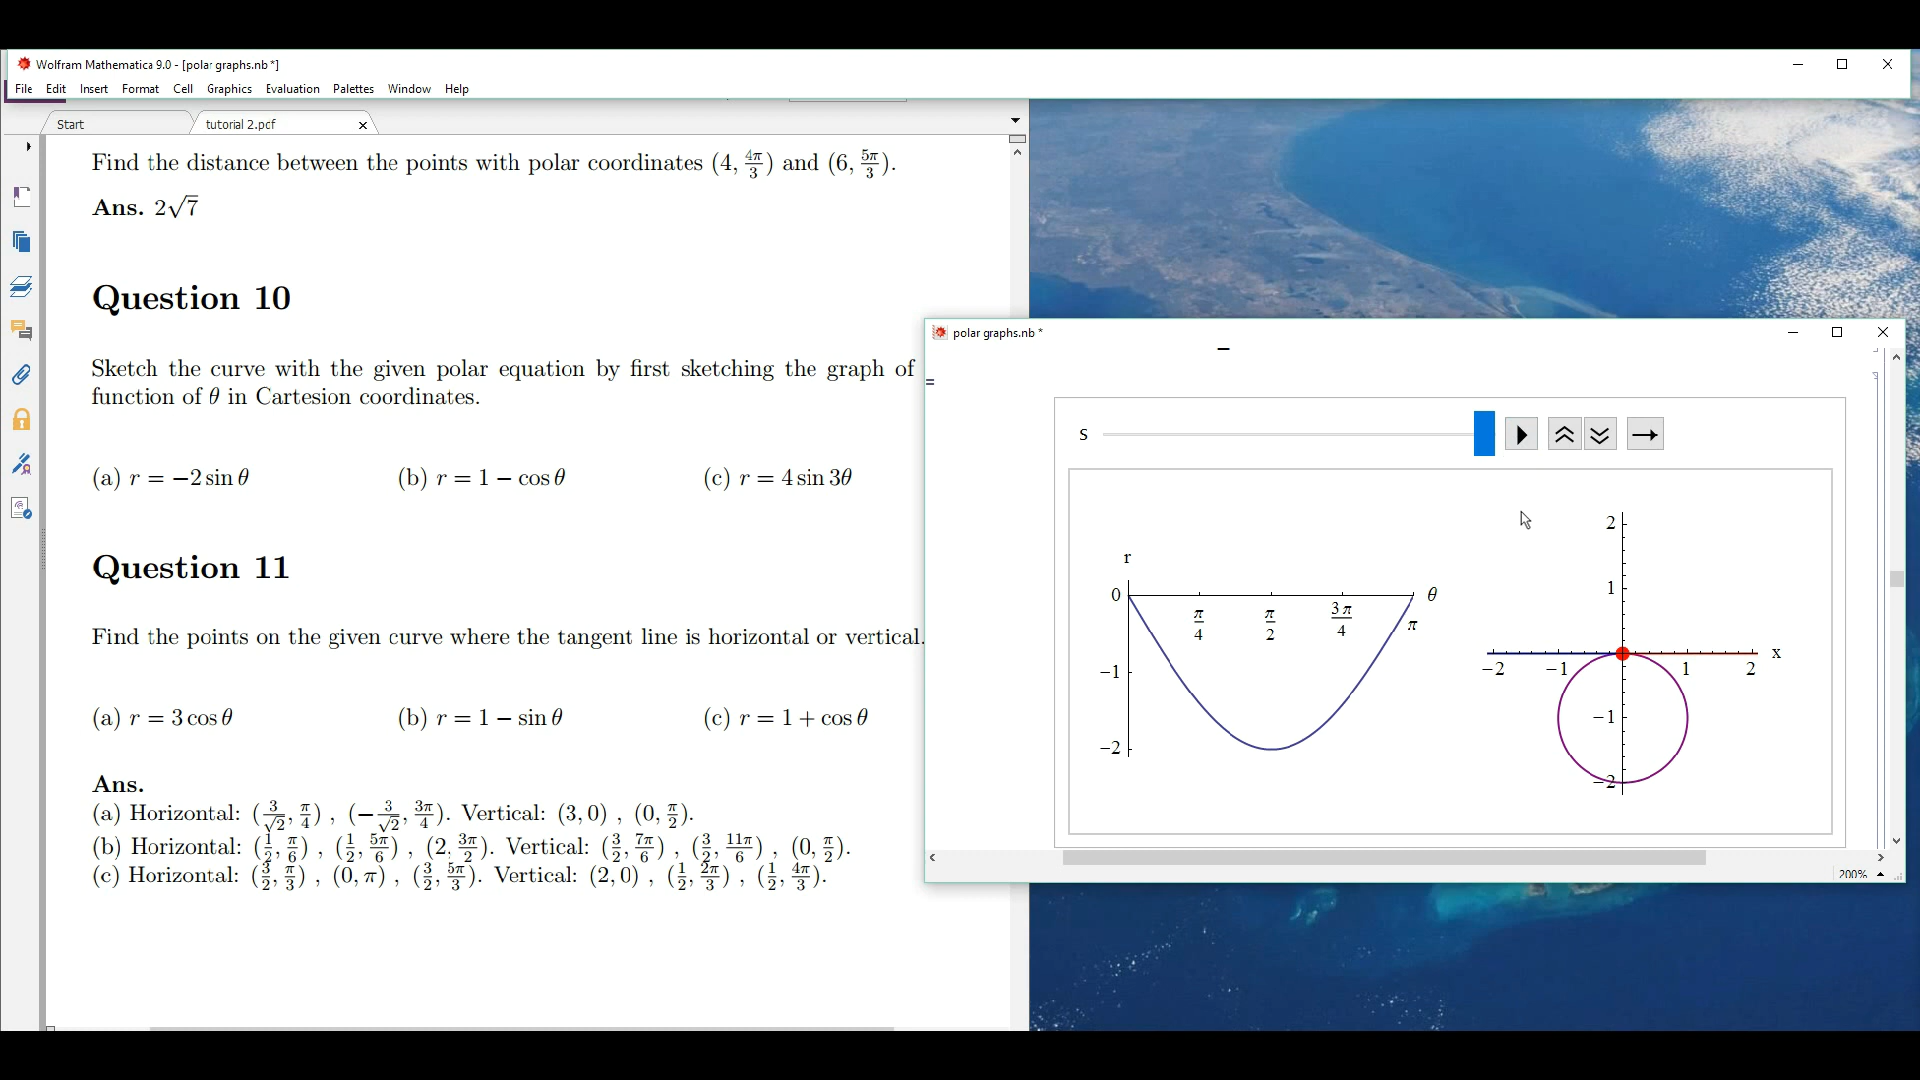 Wolfram Mathematica 9.0 - [polar graphs.nb *]
File Edit Insert Format Cell Graphics Evaluation Palettes Window Help
Start
tutorial 2.pdf
Find the distance between the points with polar coordinates (4, 4π/3) and (6, 5π/3).
Ans. 2√7
Question 10
Sketch the curve with the given polar equation by first sketching the graph of
function of θ in Cartesion coordinates.
(a) r = −2 sin θ (b) r = 1 − cos θ (c) r = 4 sin 3θ
Question 11
Find the points on the given curve where the tangent line is horizontal or vertical.
(a) r = 3 cos θ (b) r = 1 − sin θ (c) r = 1 + cos θ
Ans.
(a) Horizontal: (3/√2, π/4) , (−3/√2, 3π/4). Vertical: (3, 0) , (0, π/2).
(b) Horizontal: (1/2, π/6) , (1/2, 5π/6) , (2, 3π/2). Vertical: (3/2, 7π/6) , (3/2, 11π/6) , (0, π/2).
(c) Horizontal: (3/2, π/3) , (0, π) , (3/2, 5π/3). Vertical: (2, 0) , (1/2, 2π/3) , (1/2, 4π/3).
polar graphs.nb *
=
s
r
0
π/4 π/2 3π/4 π
θ
−1
−2
2
1
−2 −1 1 2 x
−1
−2
200%